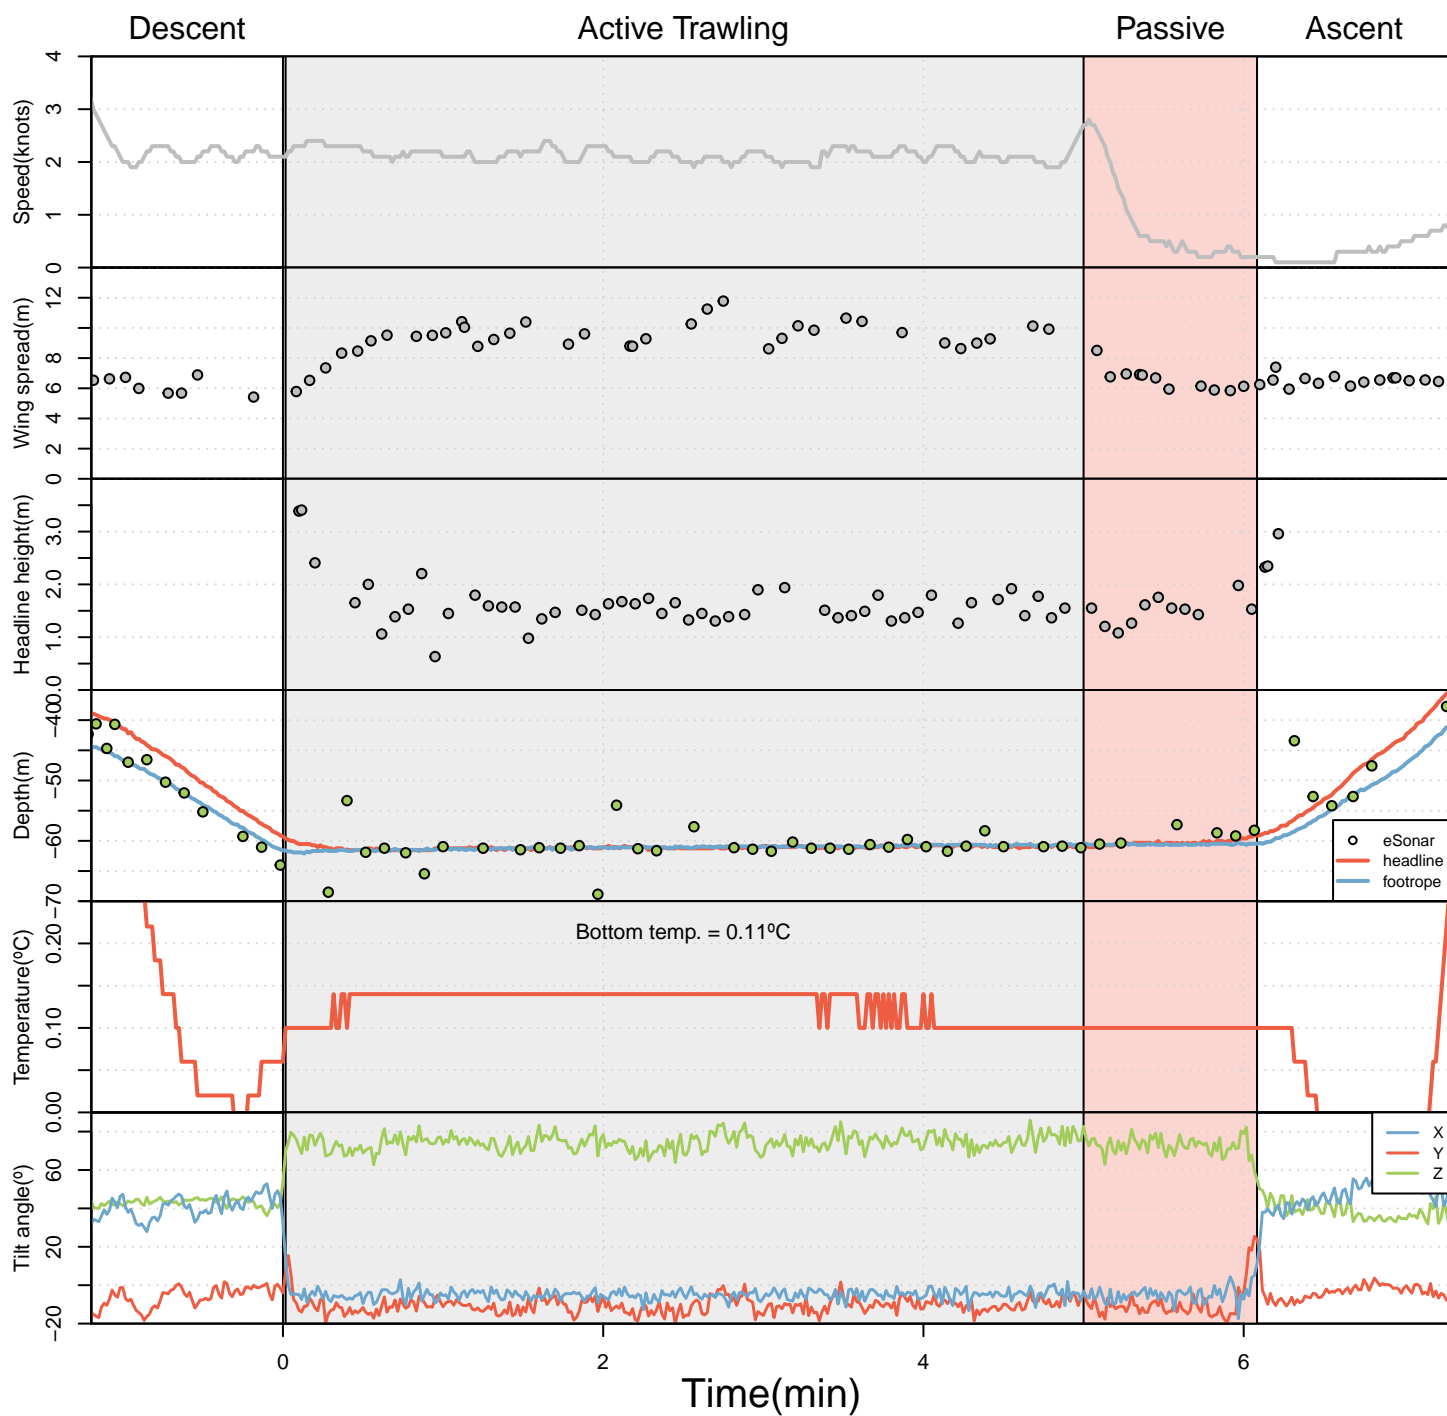 Descent Active Trawling Passive Ascent
Speed(knots)
0 1 2 3 4
Wing spread(m)
0 2 4 6 8 12
Headline height(m)
0.0 1.0 2.0 3.0
Depth(m)
−70 −60 −50 −40
eSonar
headline
footrope
Temperature(ºC)
0.00 0.10 0.20
Bottom temp. = 0.11ºC
Tilt angle(º)
−20 20 60
X
Y
Z
0 2 4 6
Time(min)